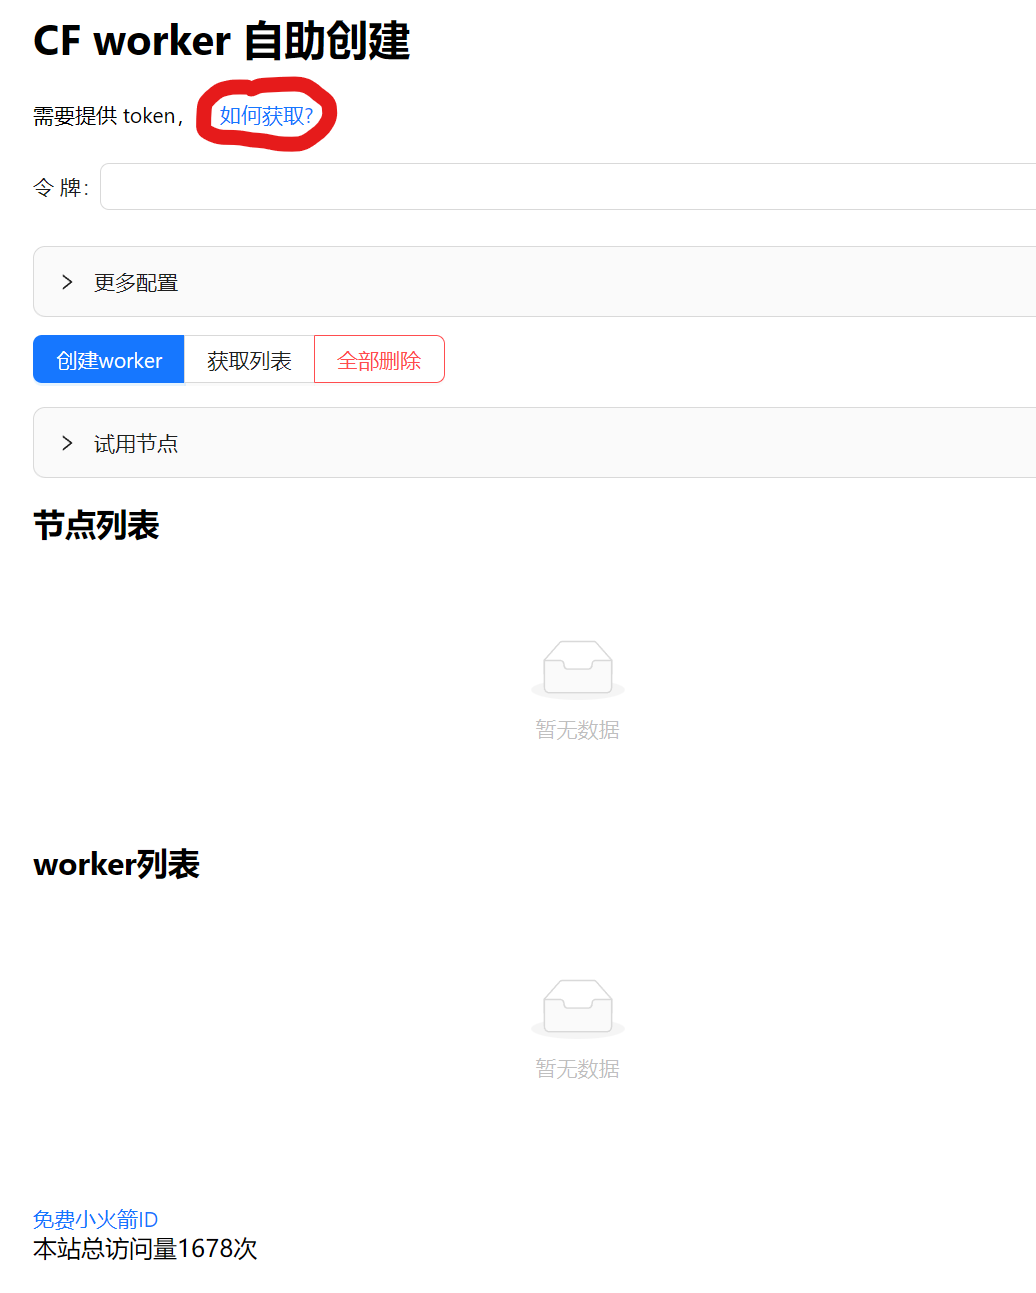 CF worker 自助创建
需要提供 token， 如何获取?
令 牌:
更多配置
创建worker 获取列表 全部删除
试用节点
节点列表
暂无数据
worker列表
暂无数据
免费小火箭ID
本站总访问量1678次